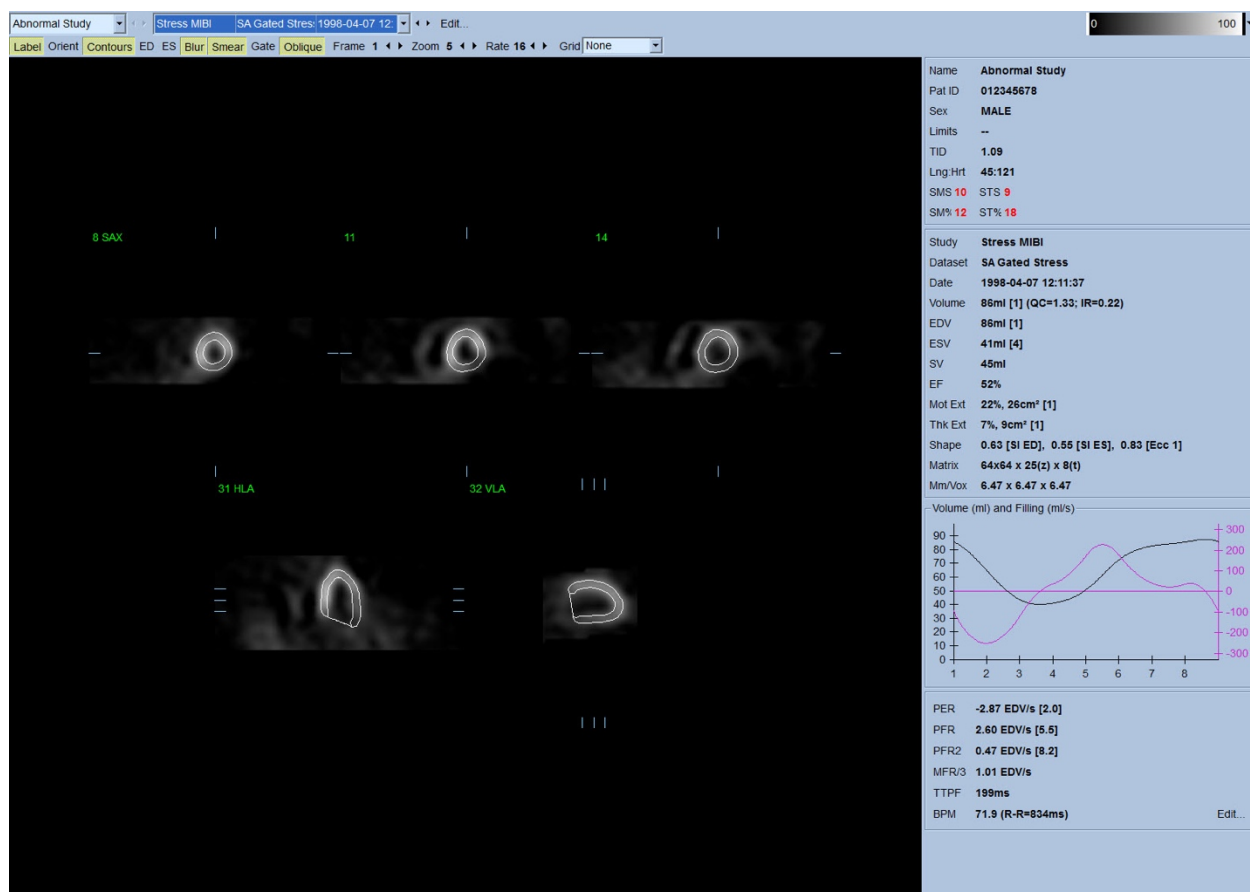 Abnormal Study Stress MIBI SA Gated Stres: 1998-04-07 12: Edit... 0 100
Label Orient Contours ED ES Blur Smear Gate Oblique Frame 1 Zoom 5 Rate 16 Grid None
Name Abnormal Study
Pat ID 012345678
Sex MALE
Limits --
TID 1.09
Lng:Hrt 45:121
SMS 10 STS 9
SM% 12 ST% 18
8 SAX 11 14
Study Stress MIBI
Dataset SA Gated Stress
Date 1998-04-07 12:11:37
Volume 86ml [1] (QC=1.33; IR=0.22)
EDV 86ml [1]
ESV 41ml [4]
SV 45ml
EF 52%
Mot Ext 22%, 26cm² [1]
Thk Ext 7%, 9cm² [1]
Shape 0.63 [SI ED], 0.55 [SI ES], 0.83 [Ecc 1]
Matrix 64x64 x 25(z) x 8(t)
Mm/Vox 6.47 x 6.47 x 6.47
31 HLA 32 VLA
Volume (ml) and Filling (ml/s)
90 300
80 200
70 100
60
50 0
40
30 -100
20 -200
10 -300
0
1 2 3 4 5 6 7 8
PER -2.87 EDV/s [2.0]
PFR 2.60 EDV/s [5.5]
PFR2 0.47 EDV/s [8.2]
MFR/3 1.01 EDV/s
TTPF 199ms
BPM 71.9 (R-R=834ms) Edit...